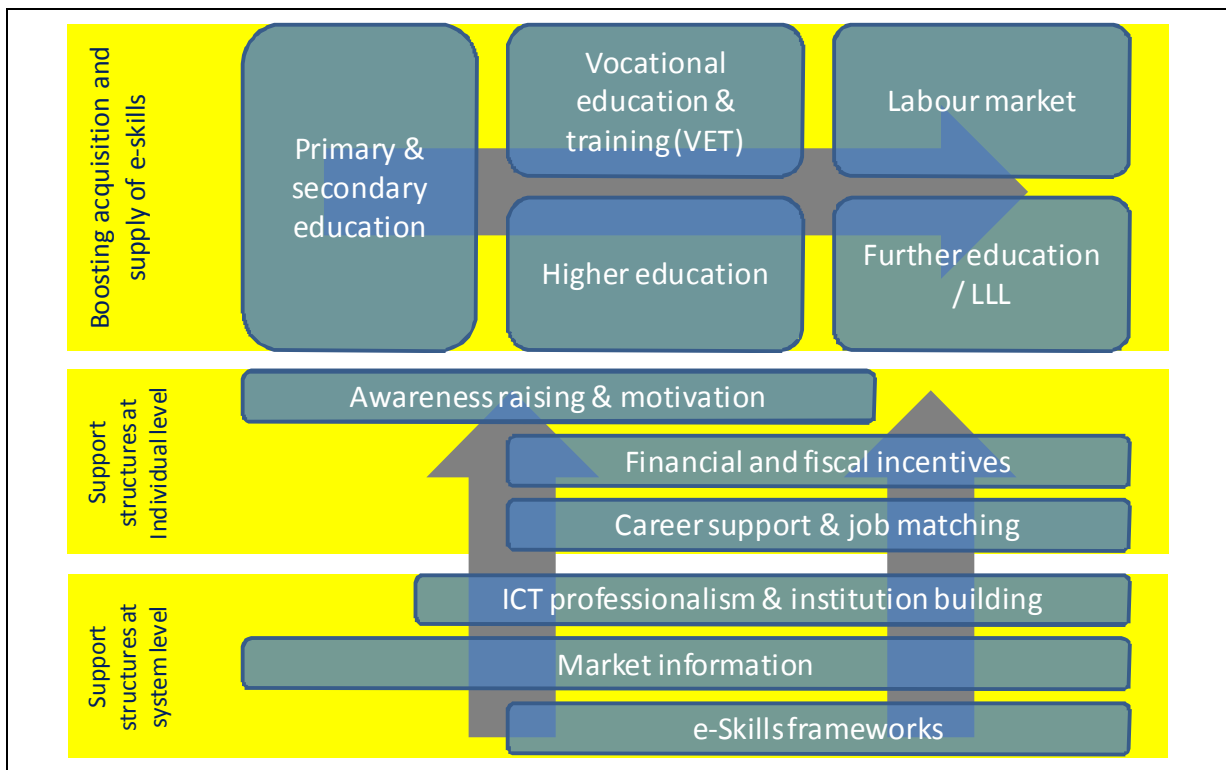 Boosting acquisition and
supply of e-skills
Primary &
secondary
education
Vocational
education &
training (VET)
Labour market
Higher education
Further education
/ LLL
Support
structures at
Individual level
Awareness raising & motivation
Financial and fiscal incentives
Career support & job matching
Support
structures at
system level
ICT professionalism & institution building
Market information
e-Skills frameworks